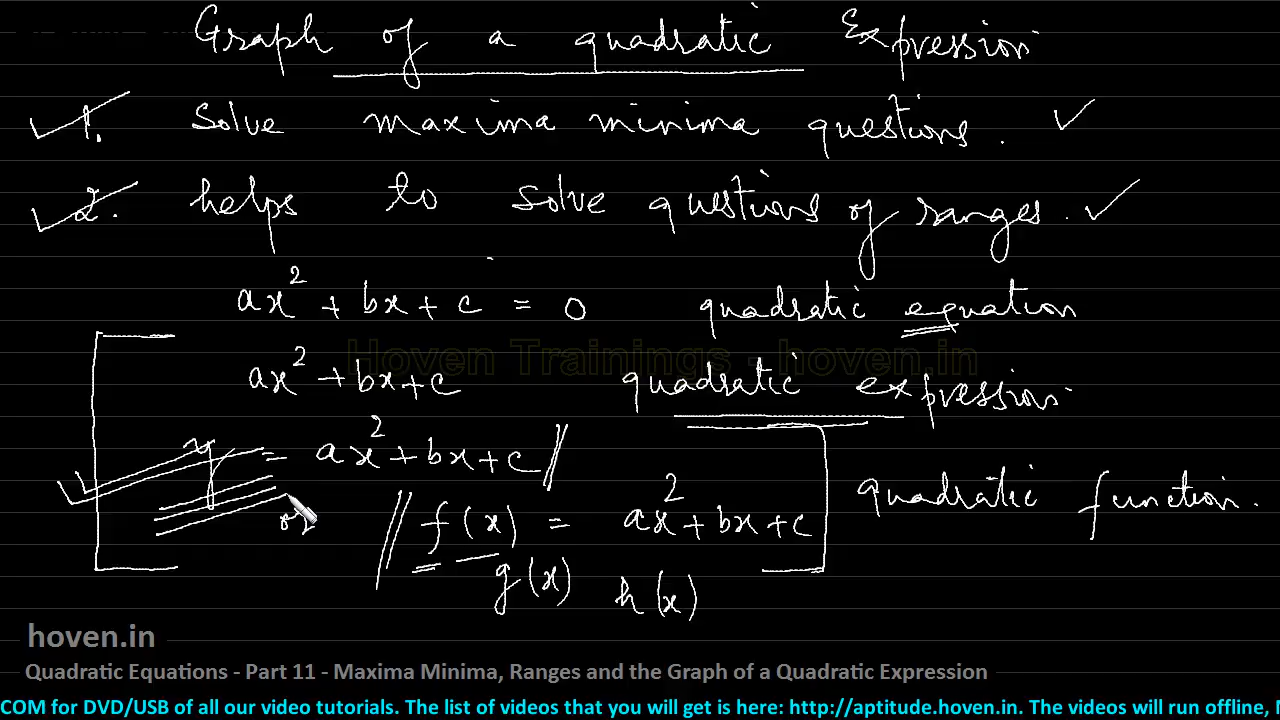 Graph of a quadratic Expression
1. Solve maxima minima questions.
2. helps to solve questions of ranges.
ax² + bx + c = 0 quadratic equation
Hoven Trainings - hoven.in
ax² + bx + c quadratic expression.
y = ax² + bx + c //
or // f(x) = ax² + bx + c quadratic function.
g(x) h(x)
hoven.in
Quadratic Equations - Part 11 - Maxima Minima, Ranges and the Graph of a Quadratic Expression
COM for DVD/USB of all our video tutorials. The list of videos that you will get is here: http://aptitude.hoven.in. The videos will run offline,